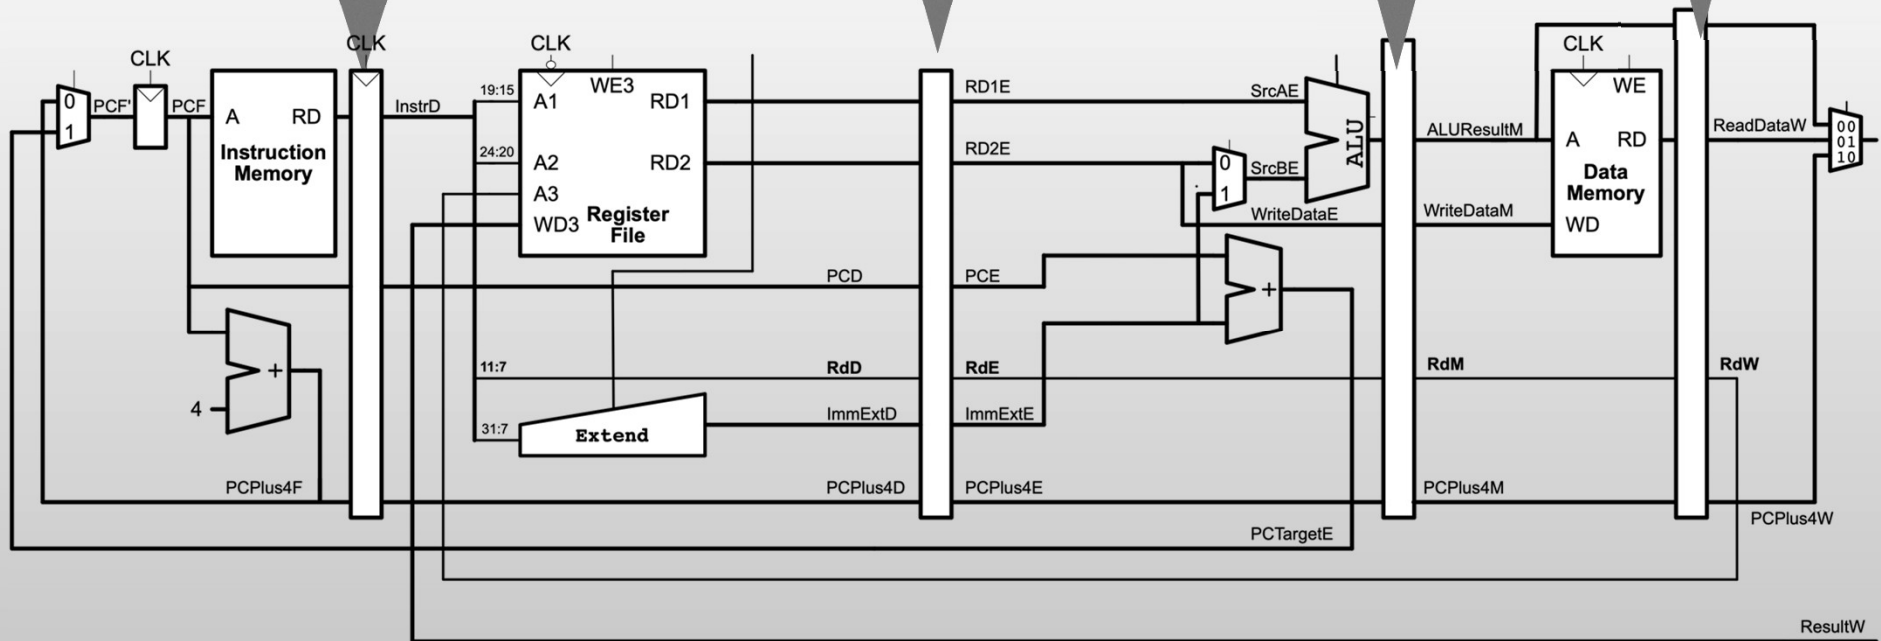 CLK
CLK
CLK
CLK
0
1
PCF'
PCF
A
RD
Instruction
Memory
InstrD
19:15
A1
WE3
RD1
24:20
A2
RD2
A3
WD3
Register
File
RD1E
RD2E
SrcAE
0
1
SrcBE
WriteDataE
ALU
ALUResultM
WriteDataM
WE
A
RD
Data
Memory
WD
ReadDataW
00
01
10
PCD
PCE
+
4
+
11:7
RdD
RdE
RdM
RdW
31:7
Extend
ImmExtD
ImmExtE
PCPlus4F
PCPlus4D
PCPlus4E
PCPlus4M
PCPlus4W
PCTargetE
ResultW